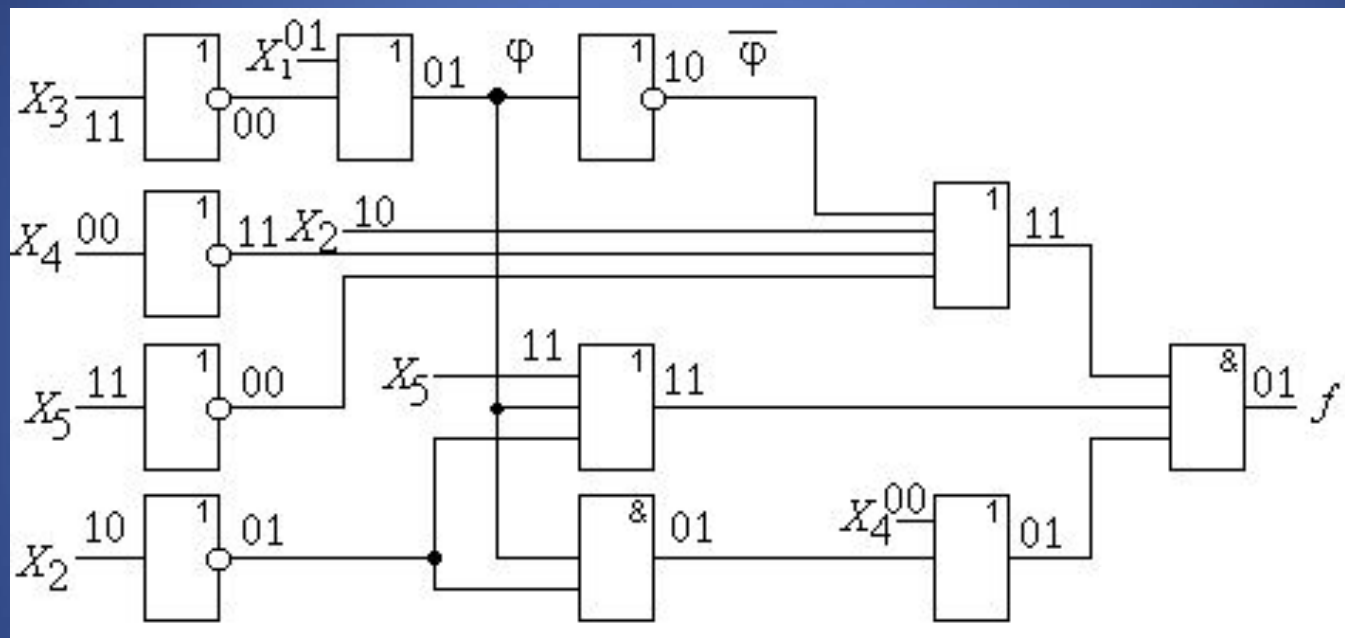 1 X₁ 01 1 01 φ 1 10 φ̅
X₃ 11 00
1
X₄ 00 1 11 X₂ 10 11
X₅ 11 1 00 X₅ 11 1 11 & 01 f
X₂ 10 1 01 & 01 X₄ 00 1 01